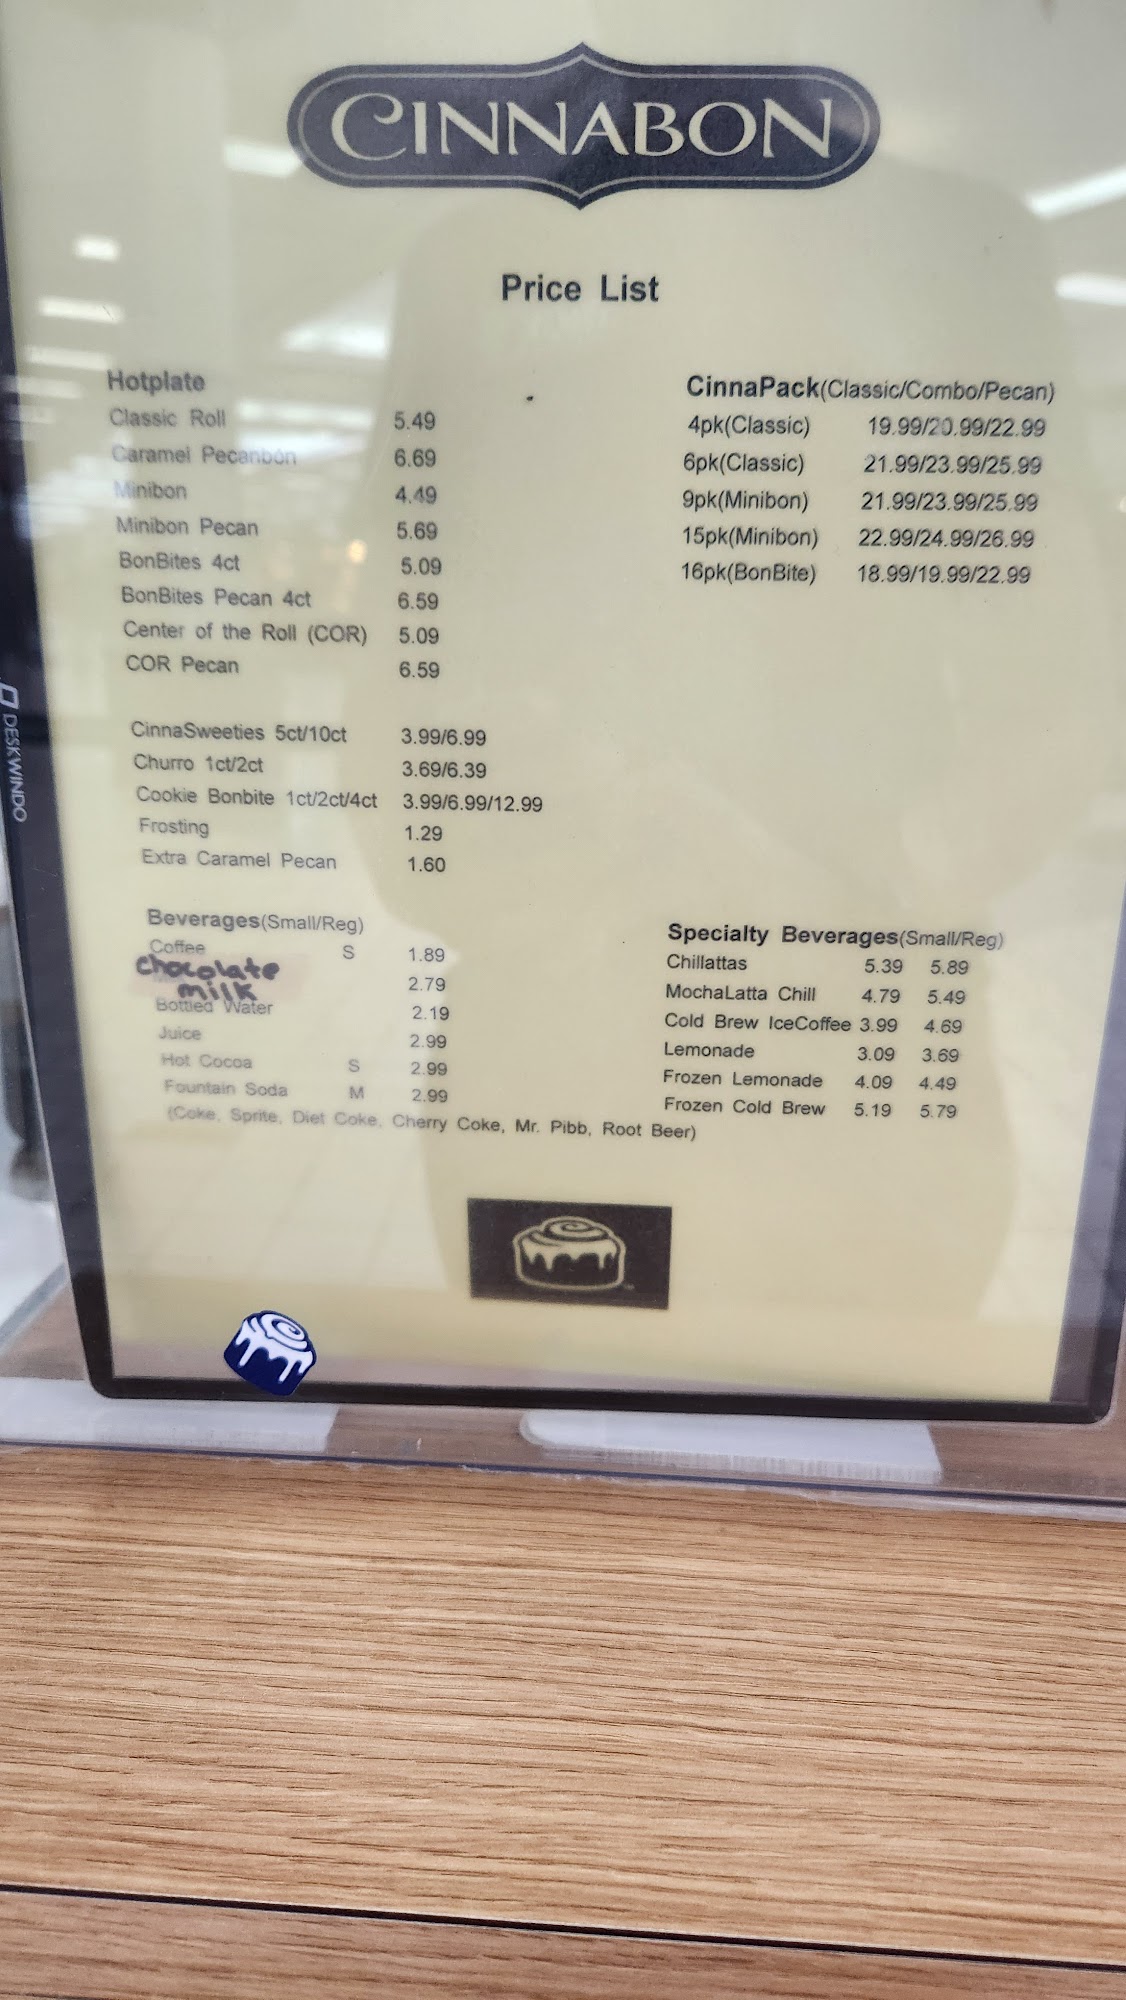 CINNABON
Price List
Hotplate
Classic Roll 5.49
Caramel Pecanbon 6.69
Minibon 4.49
Minibon Pecan 5.69
BonBites 4ct 5.09
BonBites Pecan 4ct 6.59
Center of the Roll (COR) 5.09
COR Pecan 6.59
CinnaSweeties 5ct/10ct 3.99/6.99
Churro 1ct/2ct 3.69/6.39
Cookie Bonbite 1ct/2ct/4ct 3.99/6.99/12.99
Frosting 1.29
Extra Caramel Pecan 1.60
CinnaPack(Classic/Combo/Pecan)
4pk(Classic) 19.99/20.99/22.99
6pk(Classic) 21.99/23.99/25.99
9pk(Minibon) 21.99/23.99/25.99
15pk(Minibon) 22.99/24.99/26.99
16pk(BonBite) 18.99/19.99/22.99
Beverages(Small/Reg)
Coffee S 1.89
chocolate
milk 2.79
Bottled Water 2.19
Juice 2.99
Hot Cocoa S 2.99
Fountain Soda M 2.99
(Coke, Sprite, Diet Coke, Cherry Coke, Mr. Pibb, Root Beer)
Specialty Beverages(Small/Reg)
Chillattas 5.39 5.89
MochaLatta Chill 4.79 5.49
Cold Brew IceCoffee 3.99 4.69
Lemonade 3.09 3.69
Frozen Lemonade 4.09 4.49
Frozen Cold Brew 5.19 5.79
DESKWINDO